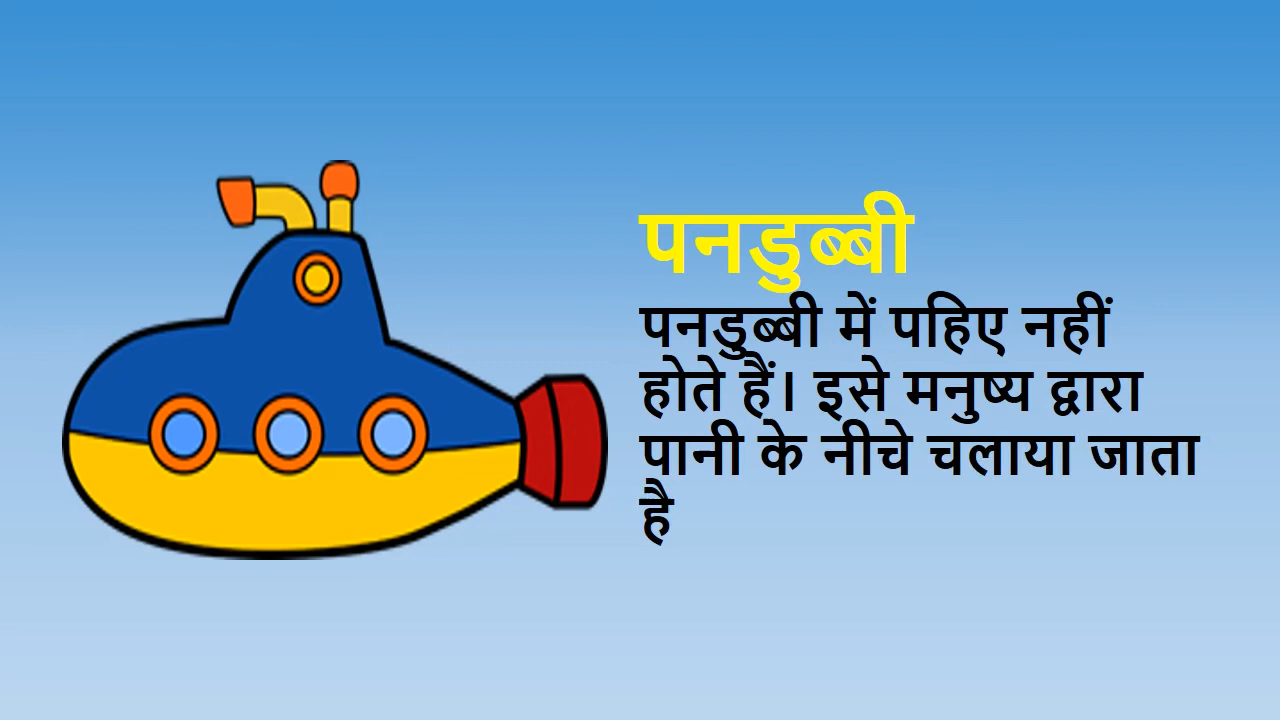 पनडुब्बी
पनडुब्बी में पहिए नहीं
होते हैं। इसे मनुष्य द्वारा
पानी के नीचे चलाया जाता
है